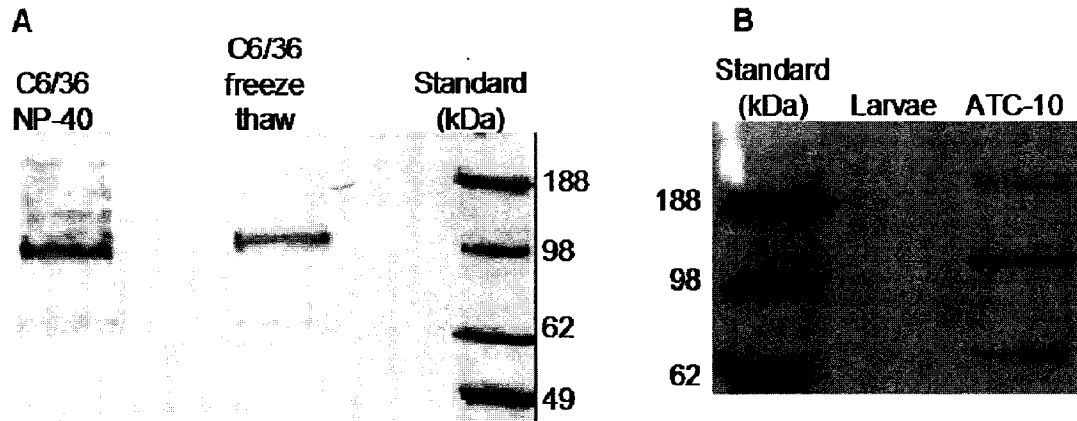 A
C6/36
NP-40
C6/36
freeze
thaw
Standard
(kDa)
188
98
62
49
B
Standard
(kDa)
Larvae
ATC-10
188
98
62